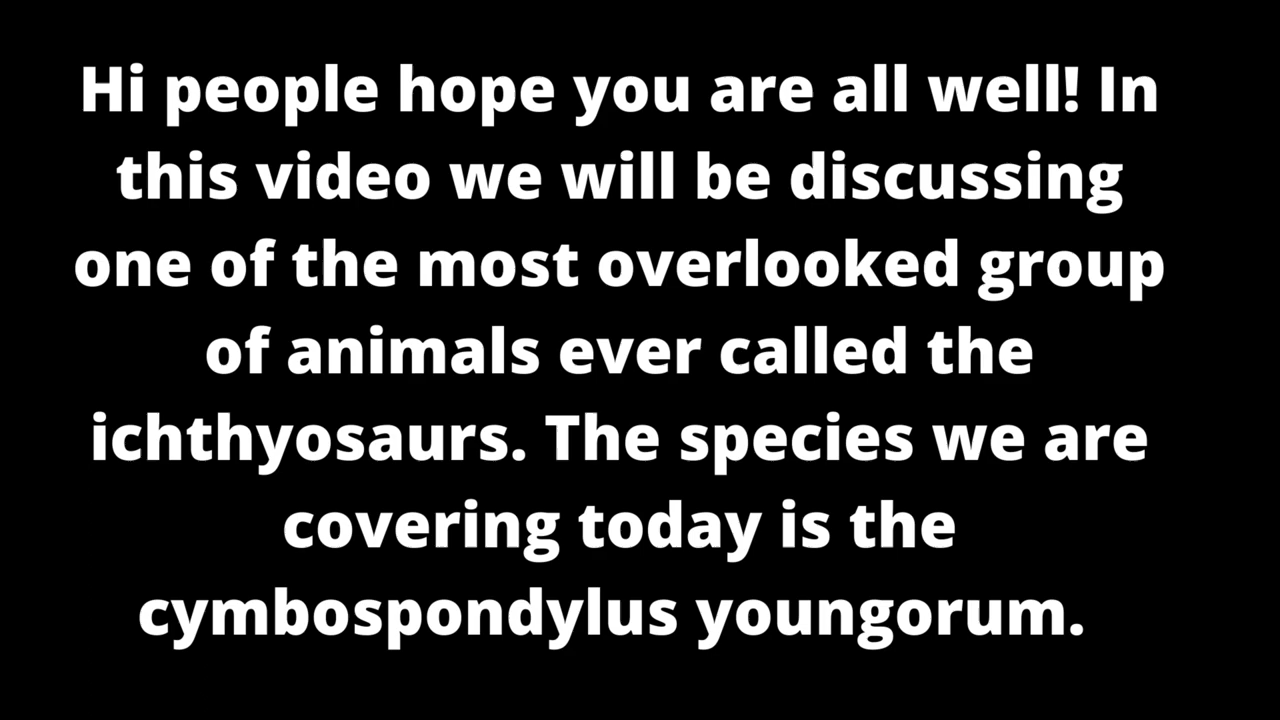 Hi people hope you are all well! In
this video we will be discussing
one of the most overlooked group
of animals ever called the
ichthyosaurs. The species we are
covering today is the
cymbospondylus youngorum.